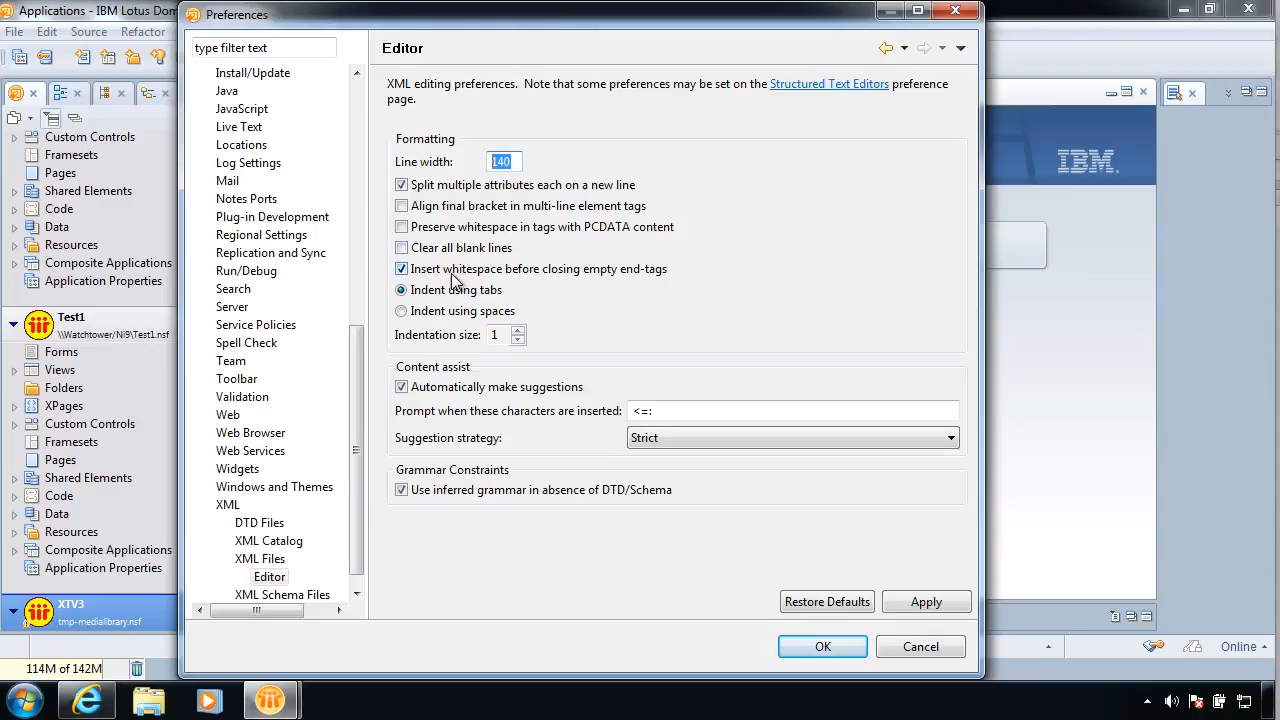 Applications - IBM Lotus Dom
Preferences
File Edit Source Refactor
type filter text
Editor
Install/Update
Java
JavaScript
Live Text
Locations
Log Settings
Mail
Notes Ports
Plug-in Development
Regional Settings
Replication and Sync
Run/Debug
Search
Server
Service Policies
Spell Check
Team
Toolbar
Validation
Web
Web Browser
Web Services
Widgets
Windows and Themes
XML
DTD Files
XML Catalog
XML Files
Editor
XML Schema Files
XML editing preferences. Note that some preferences may be set on the Structured Text Editors preference
page.
Formatting
Line width: 140
Split multiple attributes each on a new line
Align final bracket in multi-line element tags
Preserve whitespace in tags with PCDATA content
Clear all blank lines
Insert whitespace before closing empty end-tags
Indent using tabs
Indent using spaces
Indentation size: 1
Content assist
Automatically make suggestions
Prompt when these characters are inserted: <=:
Suggestion strategy: Strict
Grammar Constraints
Use inferred grammar in absence of DTD/Schema
Restore Defaults Apply
OK Cancel
Custom Controls
Framesets
Pages
Shared Elements
Code
Data
Resources
Composite Applications
Application Properties
Test1
\\Watchtower/Ni9\Test1.nsf
Forms
Views
Folders
XPages
Custom Controls
Framesets
Pages
Shared Elements
Code
Data
Resources
Composite Applications
Application Properties
XTV3
tmp-medialibrary.nsf
114M of 142M
IBM
Online